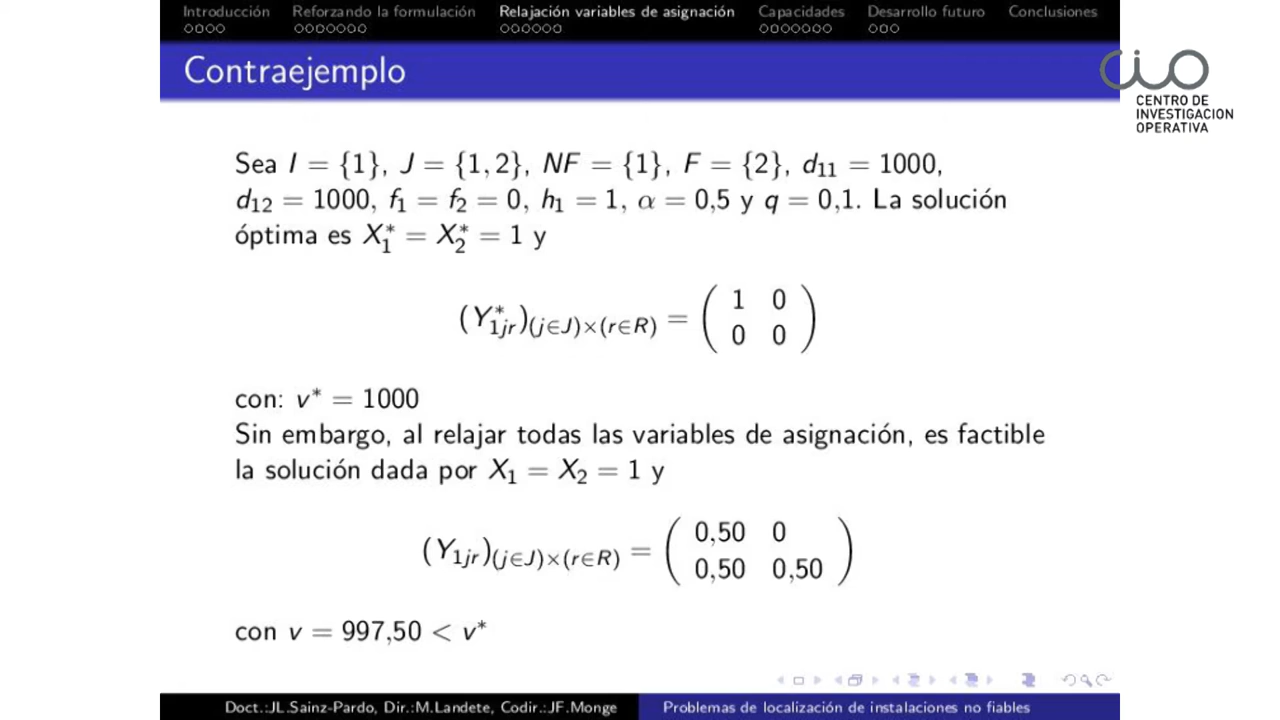 Introducción Reforzando la formulación Relajación variables de asignación Capacidades Desarrollo futuro Conclusiones
Contraejemplo
CIO
CENTRO DE
INVESTIGACION
OPERATIVA
Sea I = {1}, J = {1, 2}, NF = {1}, F = {2}, d₁₁ = 1000,
d₁₂ = 1000, f₁ = f₂ = 0, h₁ = 1, α = 0,5 y q = 0,1. La solución
óptima es X₁* = X₂* = 1 y
(Y*₁jr)(j∈J)×(r∈R) = ( 1 0
0 0 )
con: v* = 1000
Sin embargo, al relajar todas las variables de asignación, es factible
la solución dada por X₁ = X₂ = 1 y
(Y₁jr)(j∈J)×(r∈R) = ( 0,50 0
0,50 0,50 )
con v = 997,50 < v*
Doct.:JL.Sainz-Pardo, Dir.:M.Landete, Codir.:JF.Monge Problemas de localización de instalaciones no fiables